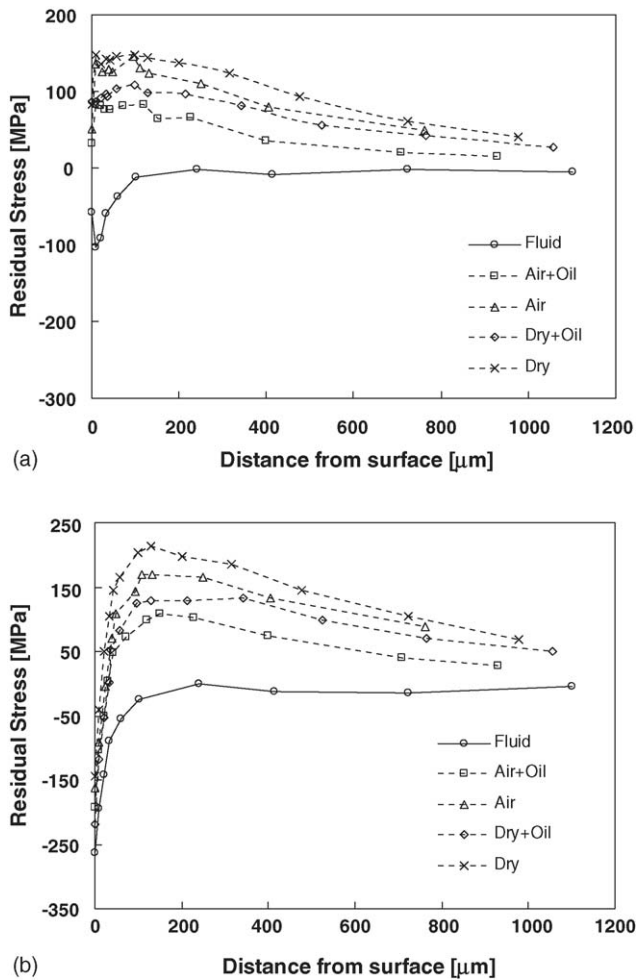 200
100
0
-100
-200
-300
Residual Stress [MPa]
Fluid
Air+Oil
Air
Dry+Oil
Dry
0 200 400 600 800 1000 1200
(a) Distance from surface [μm]
250
150
50
-50
-150
-250
-350
Residual Stress [MPa]
Fluid
Air+Oil
Air
Dry+Oil
Dry
0 200 400 600 800 1000 1200
(b) Distance from surface [μm]